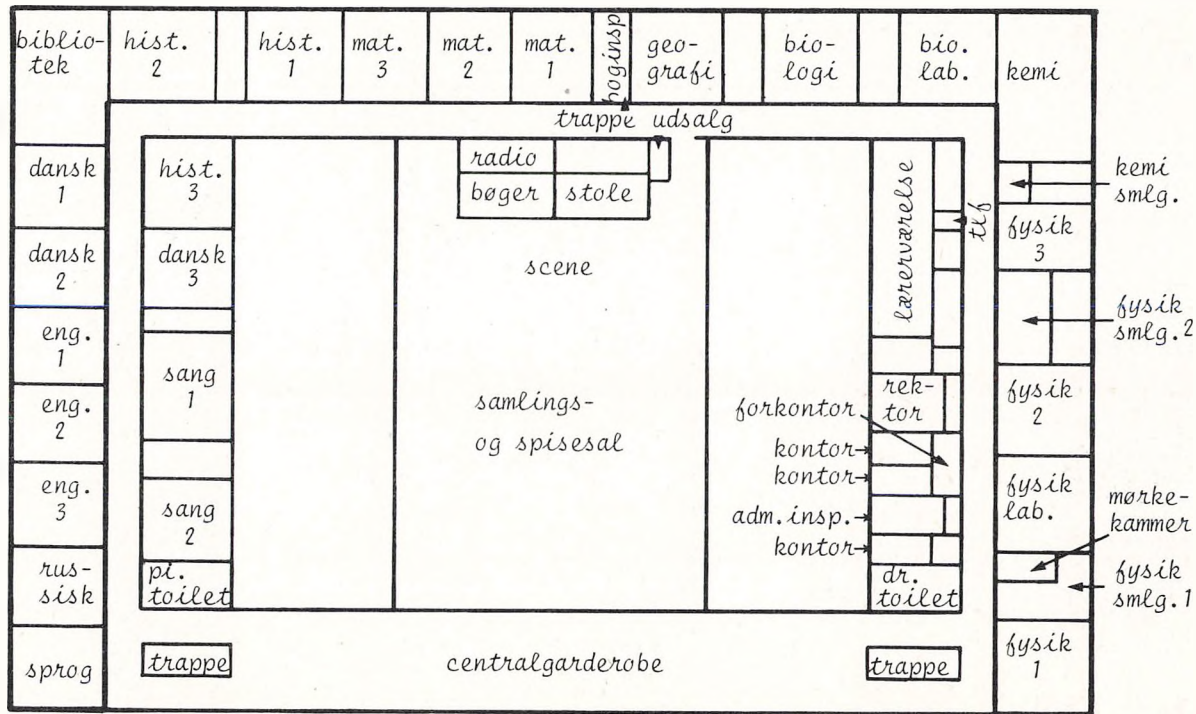 bibliotek
hist.
2
hist.
1
mat.
3
mat.
2
mat.
1
boginsp
geo-
grafi
bio-
logi
bio.
lab.
kemi
trappe udsalg
dansk
1
hist.
3
radio
bøger
stole
lærerværelse
tlf
kemi
smlg.
fysik
3
dansk
2
dansk
3
scene
fysik
smlg. 2
eng.
1
sang
1
samlings-
og spisesal
forkontor
rek-
tor
fysik
2
eng.
2
kontor
kontor
eng.
3
sang
2
adm. insp.
kontor
fysik
lab.
mørke-
kammer
rus-
sisk
pi.
toilet
dr.
toilet
fysik
smlg. 1
sprog
trappe
centralgarderobe
trappe
fysik
1